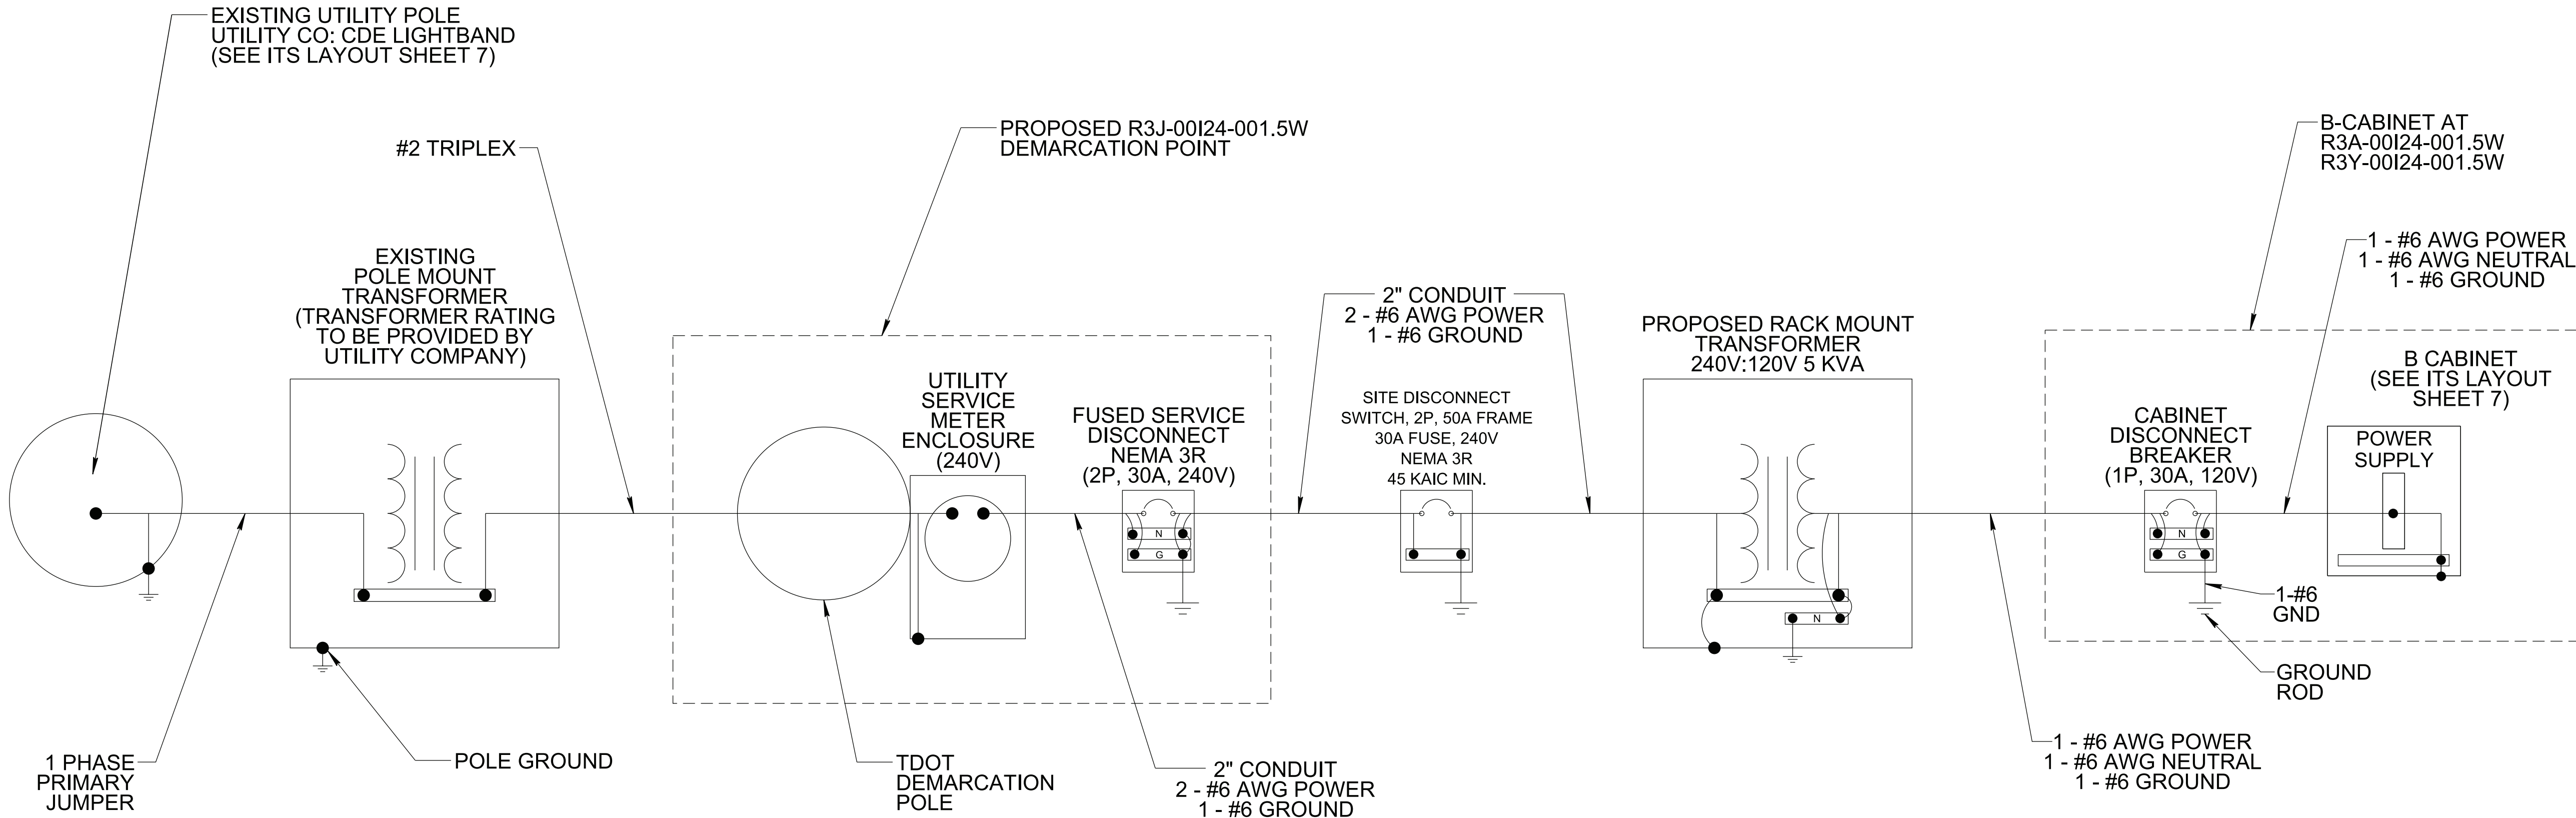 EXISTING UTILITY POLE
UTILITY CO: CDE LIGHTBAND
(SEE ITS LAYOUT SHEET 7)
#2 TRIPLEX
PROPOSED R3J-00I24-001.5W
DEMARCATION POINT
B-CABINET AT
R3A-00I24-001.5W
R3Y-00I24-001.5W
EXISTING
POLE MOUNT
TRANSFORMER
(TRANSFORMER RATING
TO BE PROVIDED BY
UTILITY COMPANY)
UTILITY
SERVICE
METER
ENCLOSURE
(240V)
FUSED SERVICE
DISCONNECT
NEMA 3R
(2P, 30A, 240V)
N
G
2" CONDUIT
2 - #6 AWG POWER
1 - #6 GROUND
SITE DISCONNECT
SWITCH, 2P, 50A FRAME
30A FUSE, 240V
NEMA 3R
45 KAIC MIN.
PROPOSED RACK MOUNT
TRANSFORMER
240V:120V 5 KVA
N
1 - #6 AWG POWER
1 - #6 AWG NEUTRAL
1 - #6 GROUND
B CABINET
(SEE ITS LAYOUT
SHEET 7)
CABINET
DISCONNECT
BREAKER
(1P, 30A, 120V)
N
G
POWER
SUPPLY
1-#6
GND
GROUND
ROD
1 PHASE
PRIMARY
JUMPER
POLE GROUND
TDOT
DEMARCATION
POLE
2" CONDUIT
2 - #6 AWG POWER
1 - #6 GROUND
1 - #6 AWG POWER
1 - #6 AWG NEUTRAL
1 - #6 GROUND